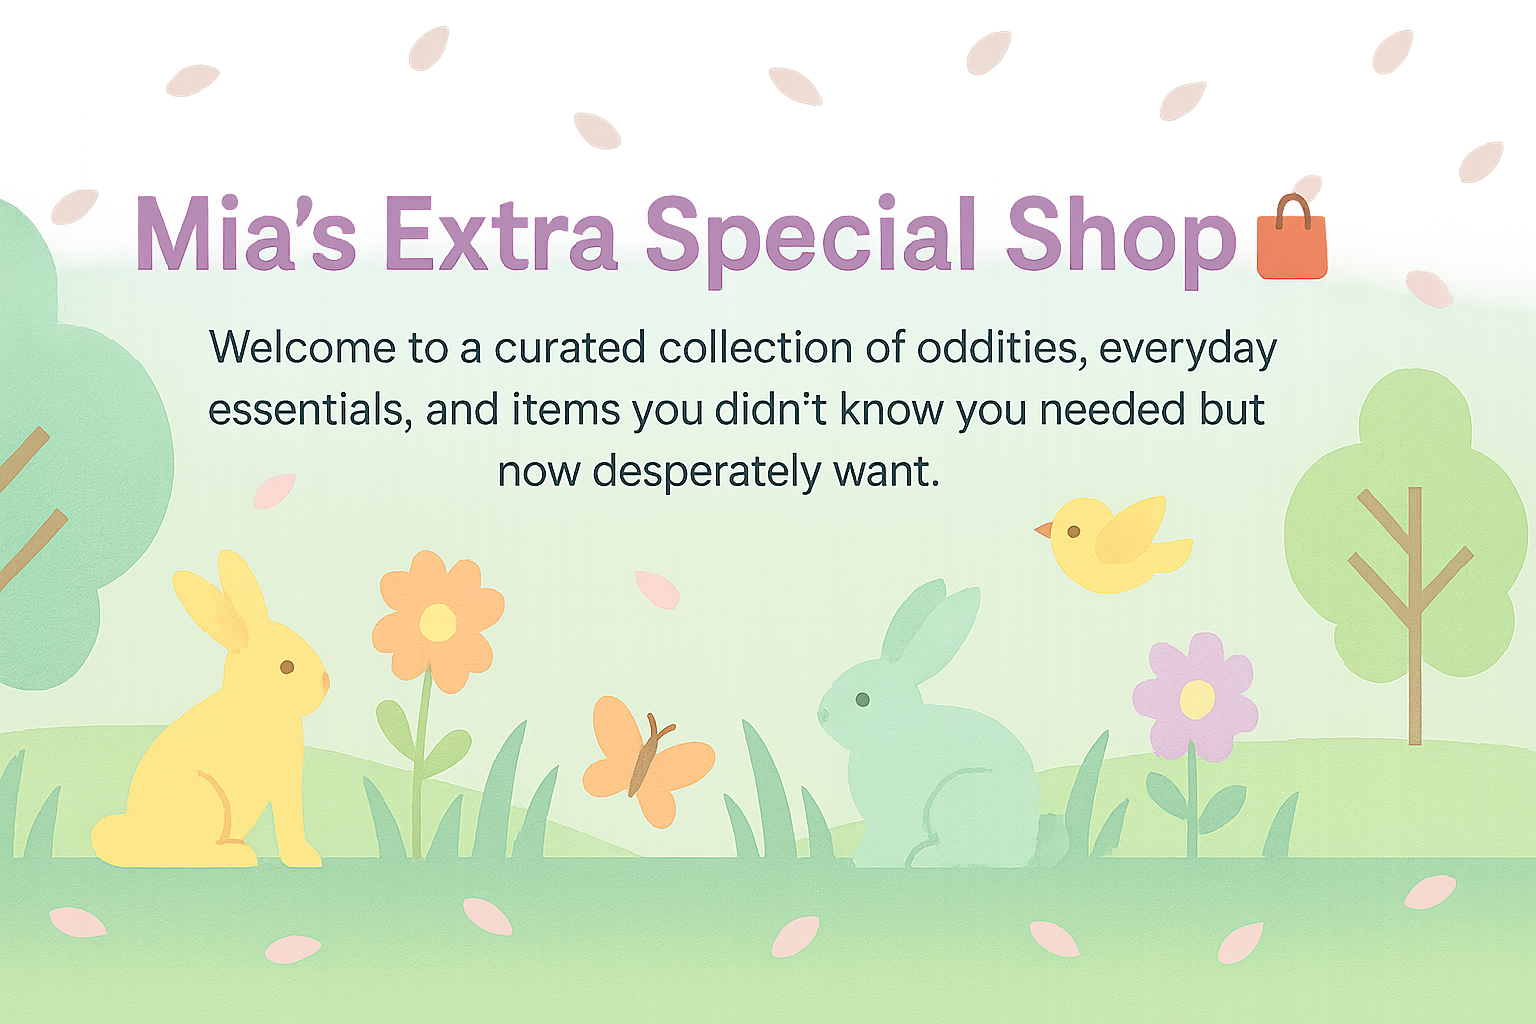 Mia’s Extra Special Shop
Welcome to a curated collection of oddities, everyday
essentials, and items you didn't know you needed but
now desperately want.